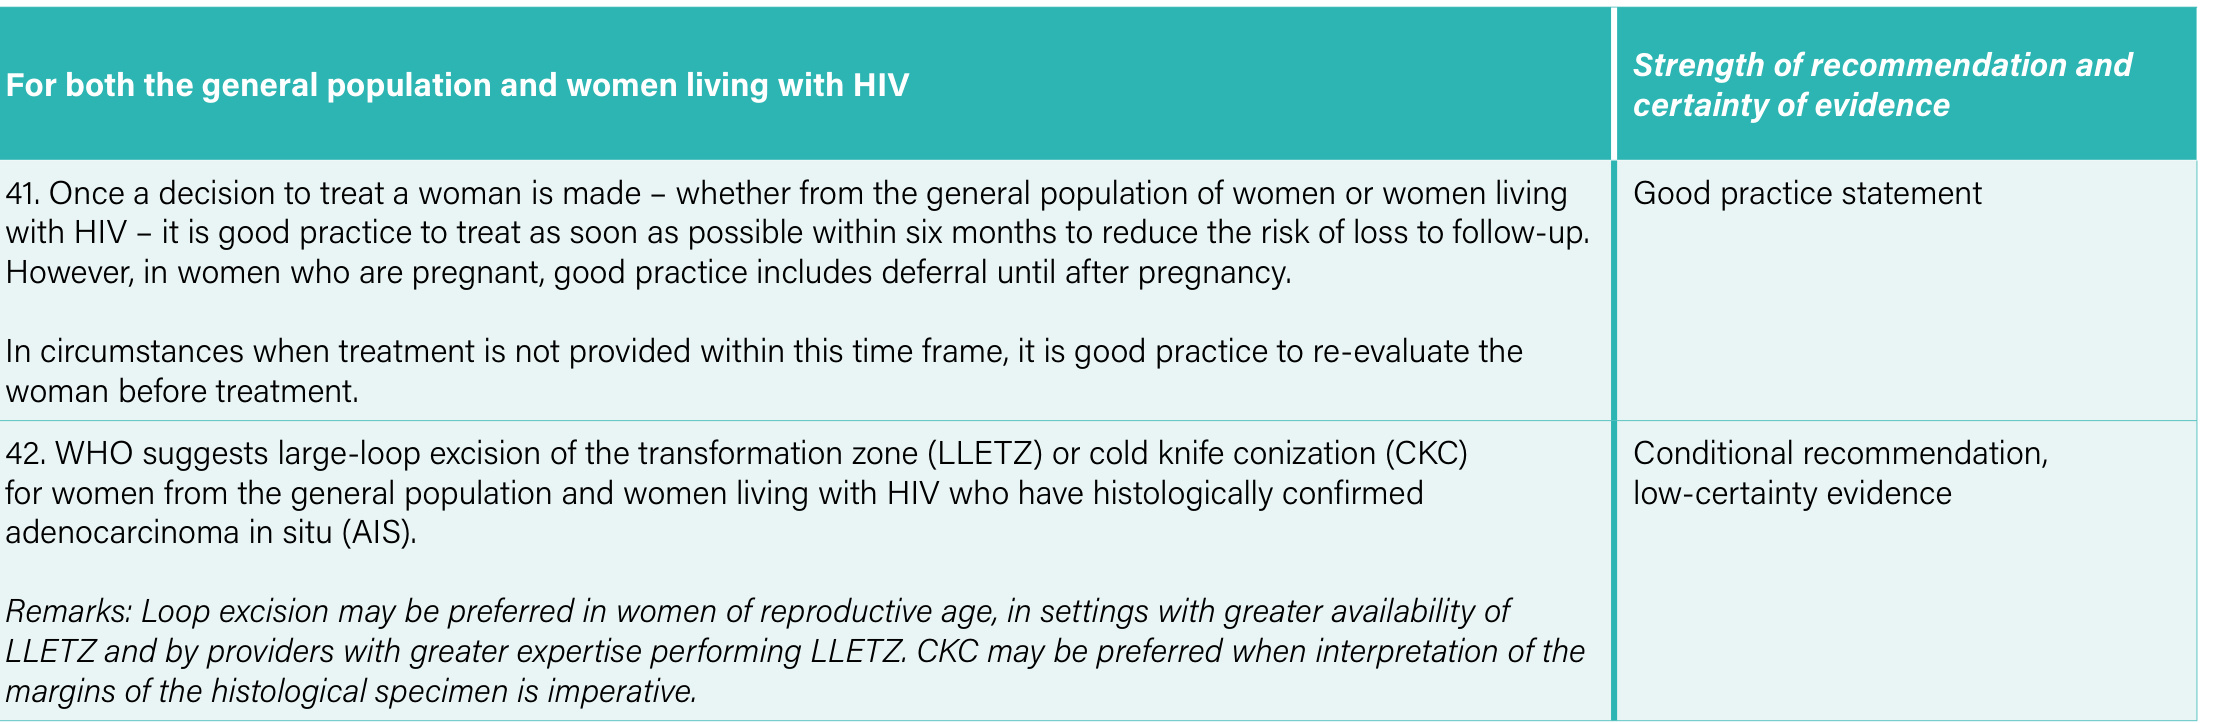 For both the general population and women living with HIV
Strength of recommendation and
certainty of evidence
41. Once a decision to treat a woman is made – whether from the general population of women or women living
with HIV – it is good practice to treat as soon as possible within six months to reduce the risk of loss to follow-up.
However, in women who are pregnant, good practice includes deferral until after pregnancy.
In circumstances when treatment is not provided within this time frame, it is good practice to re-evaluate the
woman before treatment.
Good practice statement
42. WHO suggests large-loop excision of the transformation zone (LLETZ) or cold knife conization (CKC)
for women from the general population and women living with HIV who have histologically confirmed
adenocarcinoma in situ (AIS).
Remarks: Loop excision may be preferred in women of reproductive age, in settings with greater availability of
LLETZ and by providers with greater expertise performing LLETZ. CKC may be preferred when interpretation of the
margins of the histological specimen is imperative.
Conditional recommendation,
low-certainty evidence